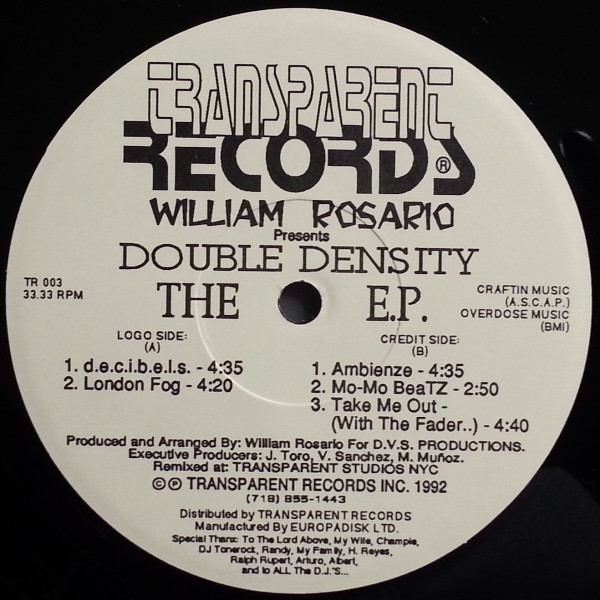 TRANSPARENT
RECORDS®
WILLIAM ROSARIO
Presents
DOUBLE DENSITY
THE E.P.
TR 003
33.33 RPM
CRAFTIN MUSIC
(A.S.C.A.P.)
OVERDOSE MUSIC
(BMI)
LOGO SIDE:
(A)
1. d.e.c.i.b.e.l.s. - 4:35
2. London Fog - 4:20
CREDIT SIDE:
(B)
1. Ambienze - 4:35
2. Mo-Mo BeaTZ - 2:50
3. Take Me Out -
(With The Fader..) - 4:40
Produced and Arranged By: William Rosario For D.V.S. PRODUCTIONS.
Executive Producers: J. Toro, V. Sanchez, M. Muñoz.
Remixed at: TRANSPARENT STUDIOS NYC
©℗ TRANSPARENT RECORDS INC. 1992
(718) 855-1443
Distributed by TRANSPARENT RECORDS
Manufactured By EUROPADISK LTD.
Special Thanx: To The Lord Above, My Wife, Champie,
DJ Tonerock, Randy, My Family, H. Reyes,
Ralph Rupert, Arturo, Albert,
and to ALL The D.J.'S...